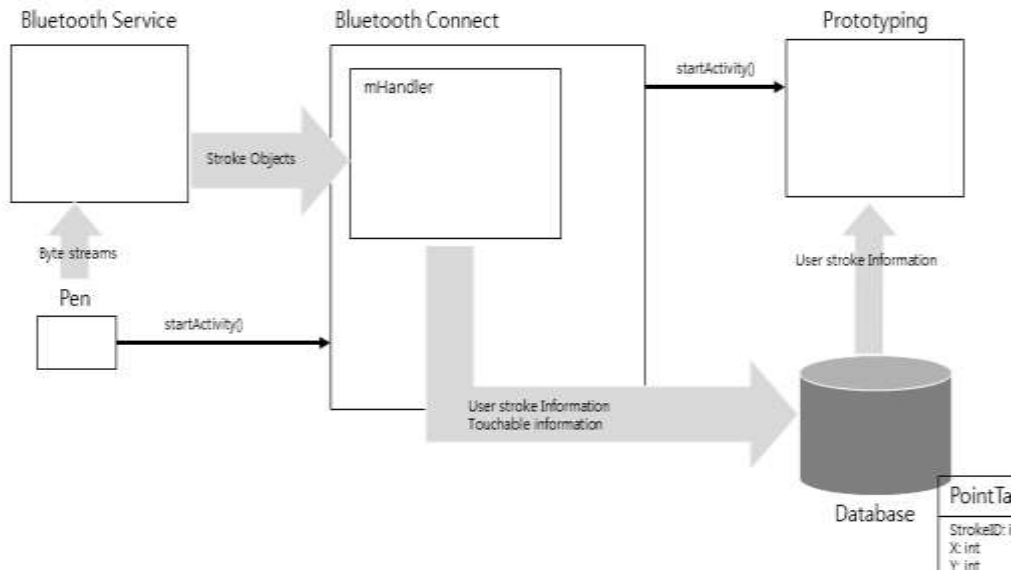 Bluetooth Service
Bluetooth Connect
Prototyping
startActivity()
mHandler
Stroke Objects
Byte streams
User stroke Information
Pen
startActivity()
User stroke Information
Touchable information
Database
StrokeID:
X: int
Y: int